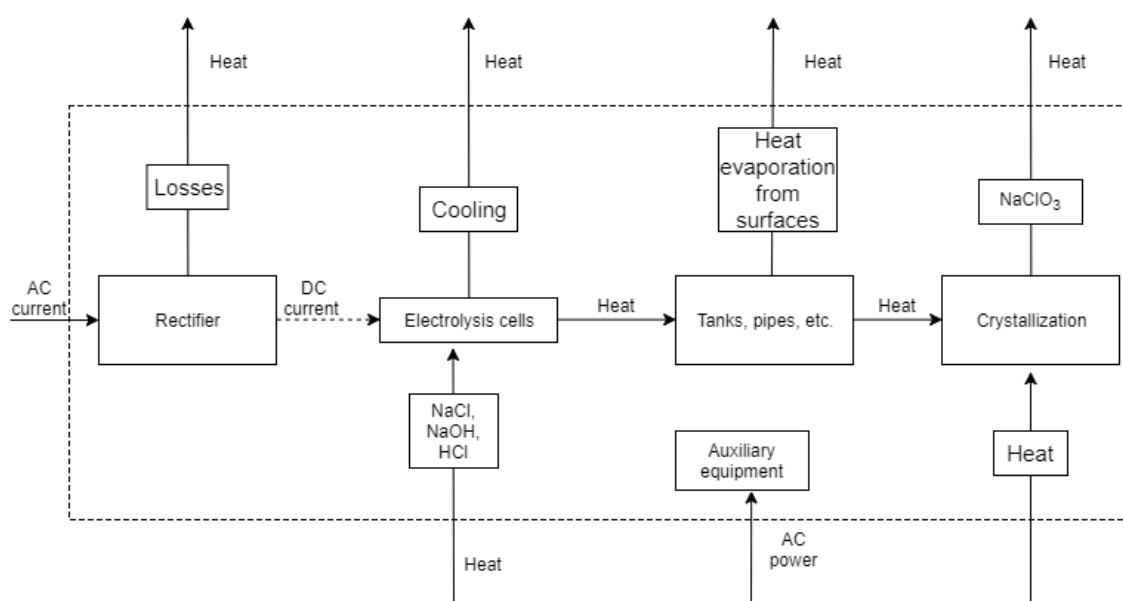 Heat
Heat
Heat
Heat
Losses
Cooling
Heat
evaporation
from
surfaces
NaClO₃
AC
current
Rectifier
DC
current
Electrolysis cells
Heat
Tanks, pipes, etc.
Heat
Crystallization
NaCl,
NaOH,
HCl
Auxiliary
equipment
Heat
Heat
AC
power